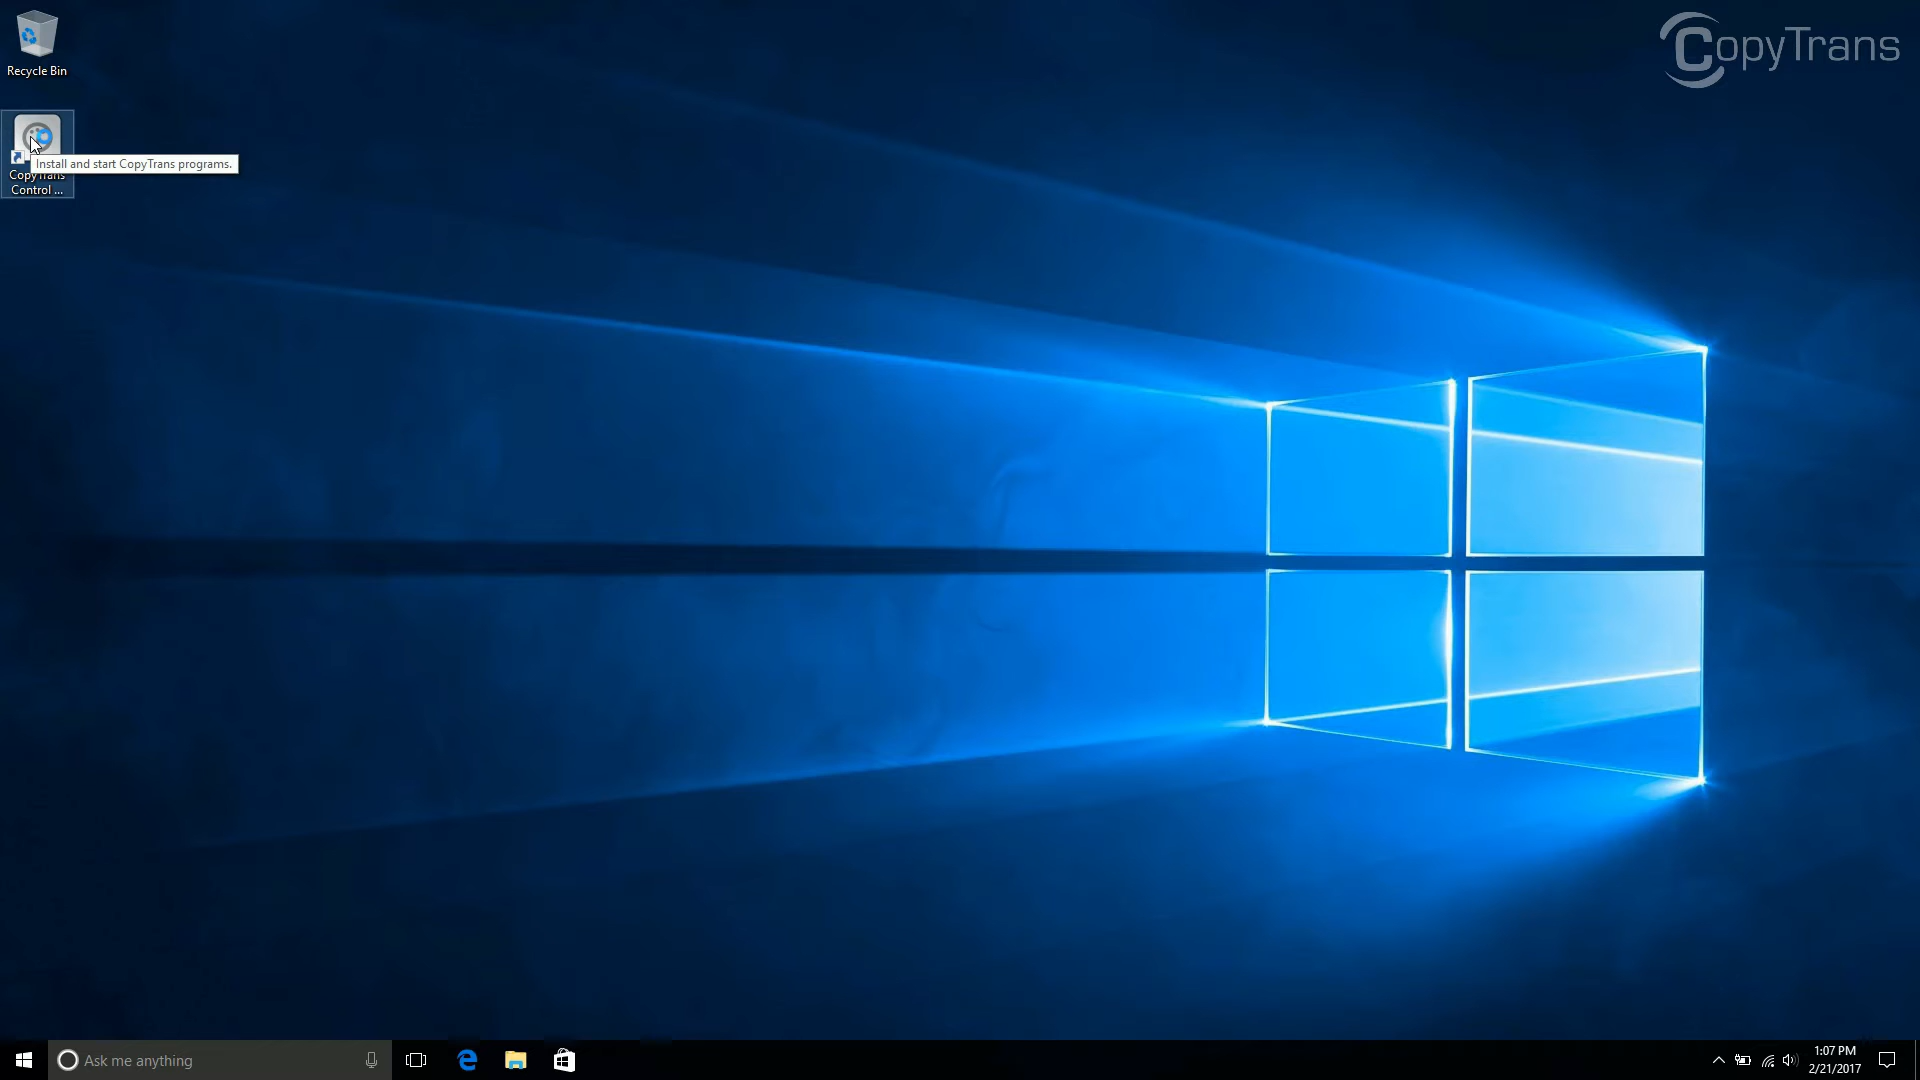 Recycle Bin
CopyTrans
Install and start CopyTrans programs.
CopyTrans
Control ...
Ask me anything
1:07 PM
2/21/2017